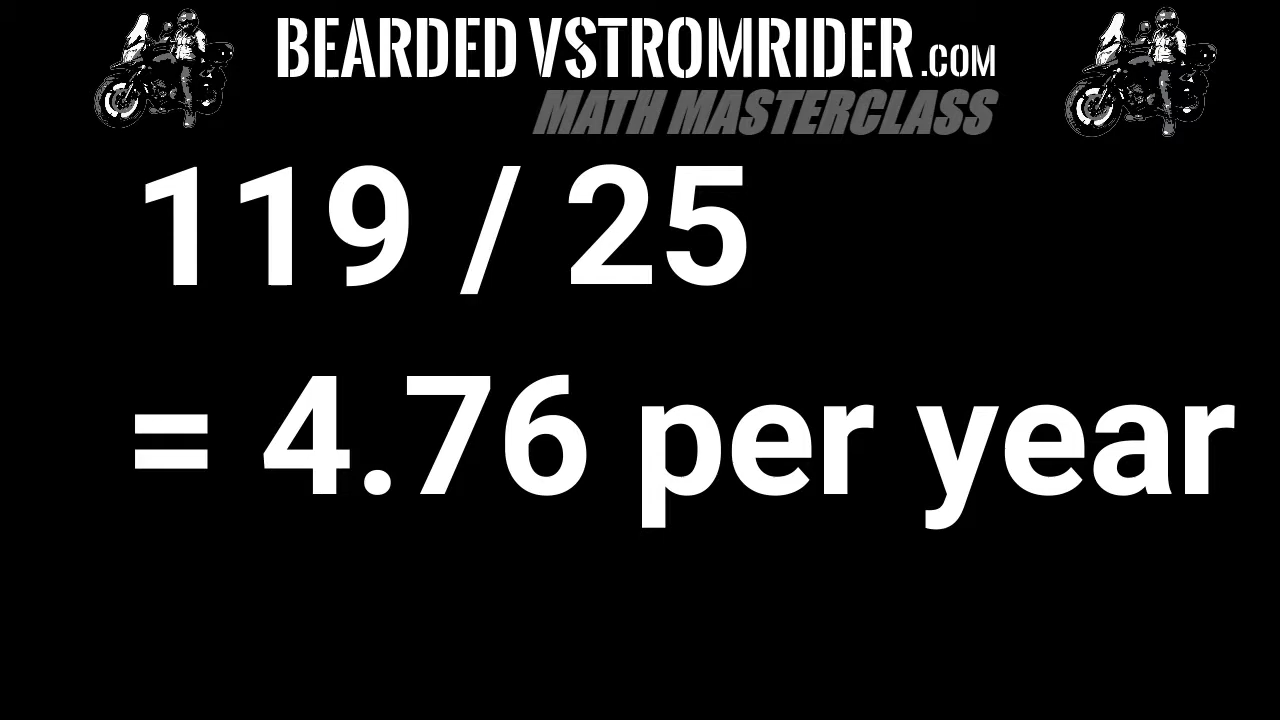 BEARDED VSTROMRIDER.COM
MATH MASTERCLASS
119 / 25
= 4.76 per year